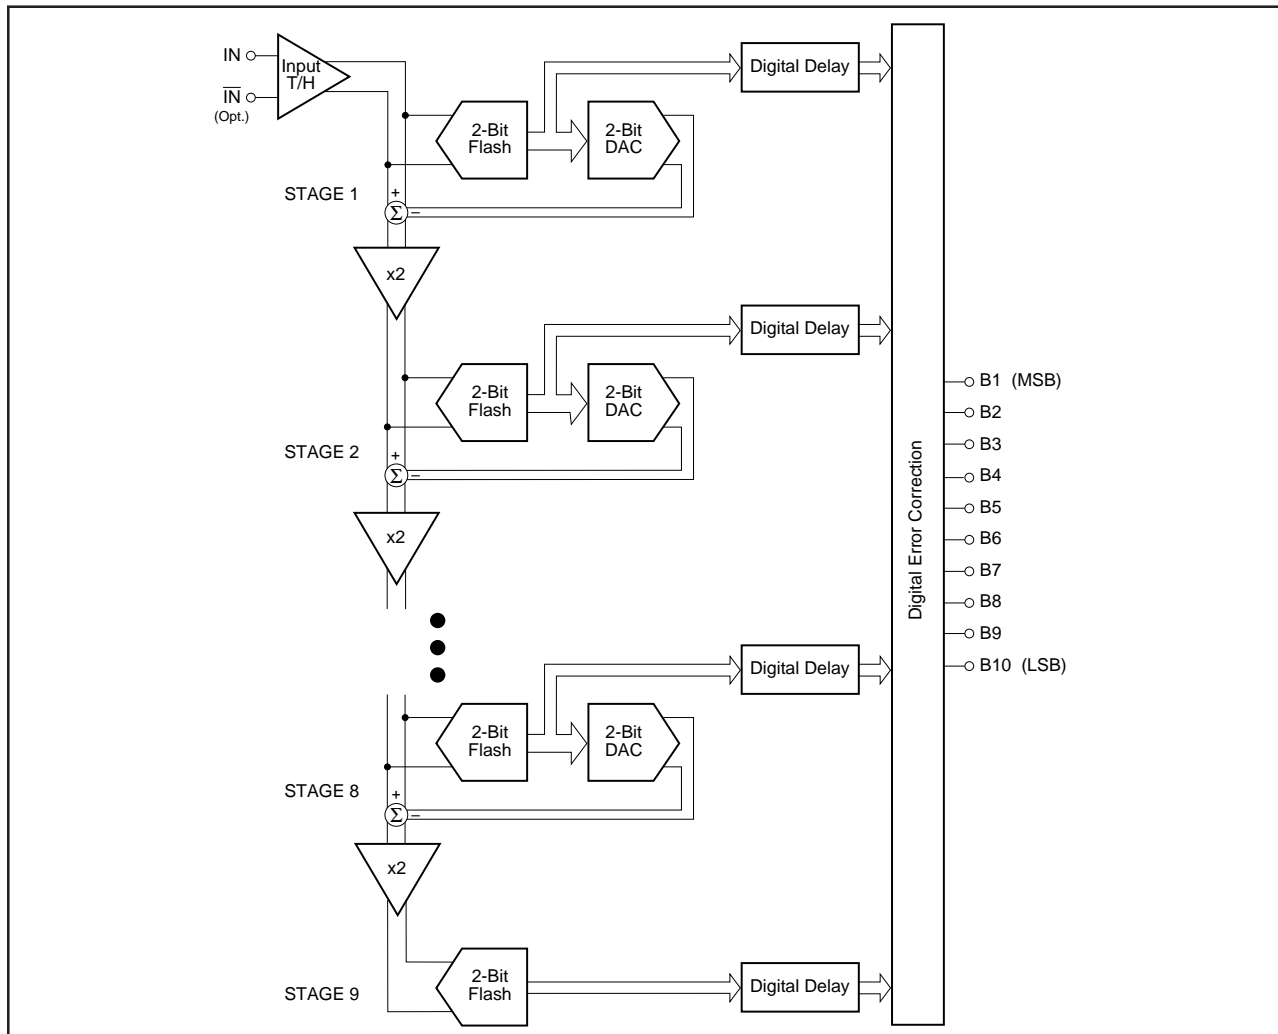 IN
IN
(Opt.)
Input
T/H
2-Bit
Flash
2-Bit
DAC
Digital Delay
STAGE 1
+
Σ
–
x2
2-Bit
Flash
2-Bit
DAC
Digital Delay
STAGE 2
+
Σ
–
x2
2-Bit
Flash
2-Bit
DAC
Digital Delay
STAGE 8
+
Σ
–
x2
2-Bit
Flash
Digital Delay
STAGE 9
Digital Error Correction
B1 (MSB)
B2
B3
B4
B5
B6
B7
B8
B9
B10 (LSB)